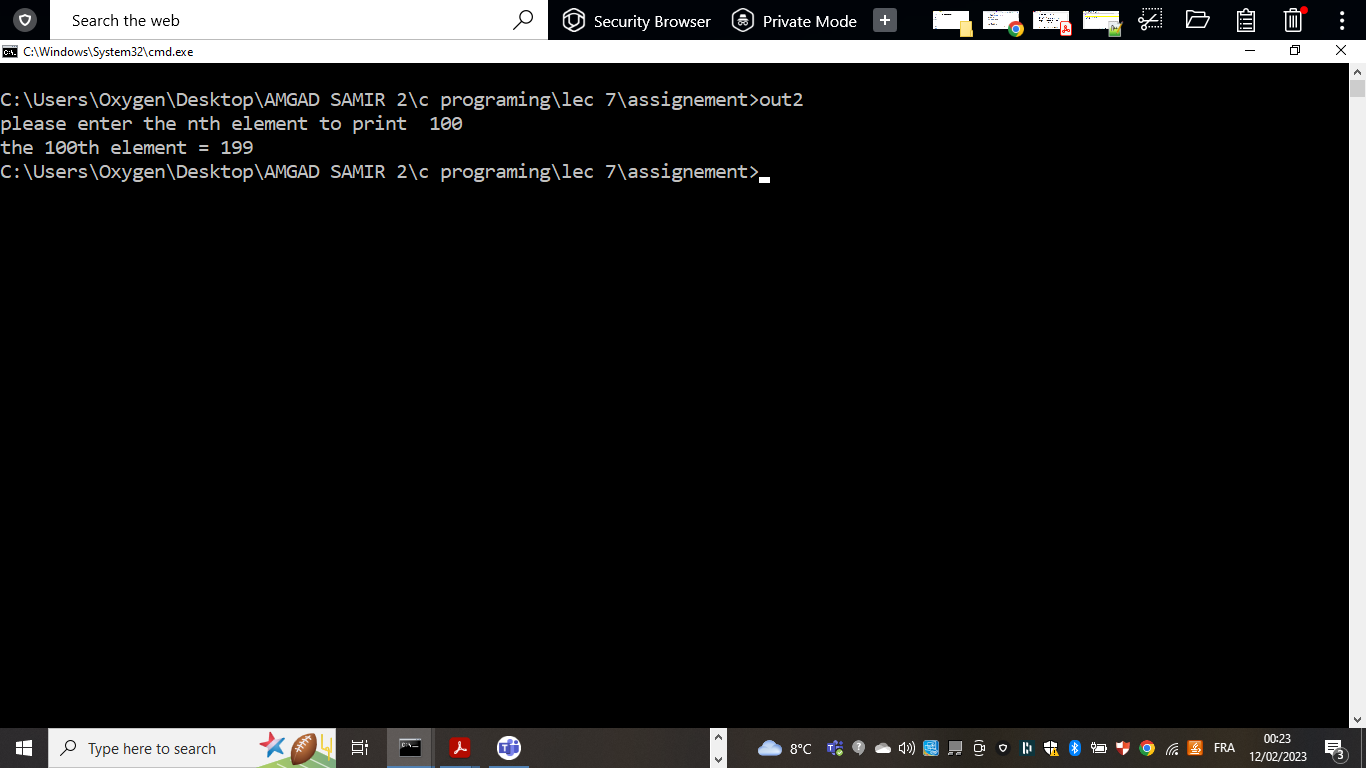 Search the web
Security Browser
Private Mode
C:\Windows\System32\cmd.exe
C:\Users\Oxygen\Desktop\AMGAD SAMIR 2\c programing\lec 7\assignement>out2
please enter the nth element to print  100
the 100th element = 199
C:\Users\Oxygen\Desktop\AMGAD SAMIR 2\c programing\lec 7\assignement>
Type here to search
8°C
FRA
00:23
12/02/2023
3